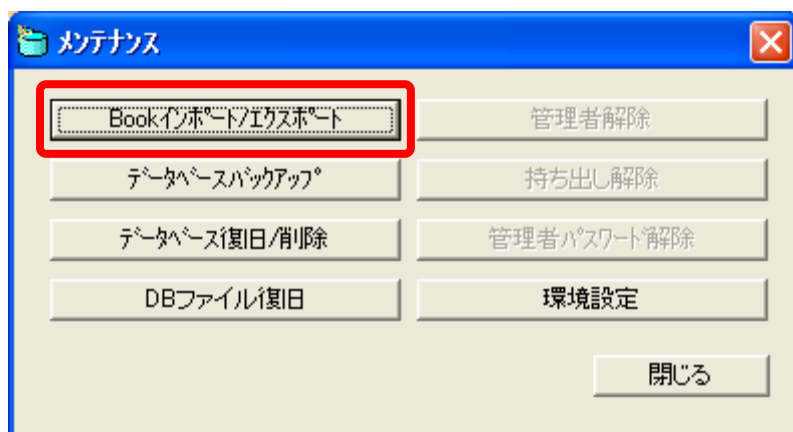 ﾒﾝﾃﾅﾝｽ
Bookｲﾝﾎﾟｰﾄ/ｴｸｽﾎﾟｰﾄ
管理者解除
ﾃﾞｰﾀﾍﾞｰｽﾊﾞｯｸｱｯﾌﾟ
持ち出し解除
ﾃﾞｰﾀﾍﾞｰｽ復旧/削除
管理者ﾊﾟｽﾜｰﾄﾞ解除
DBファイル復旧
環境設定
閉じる